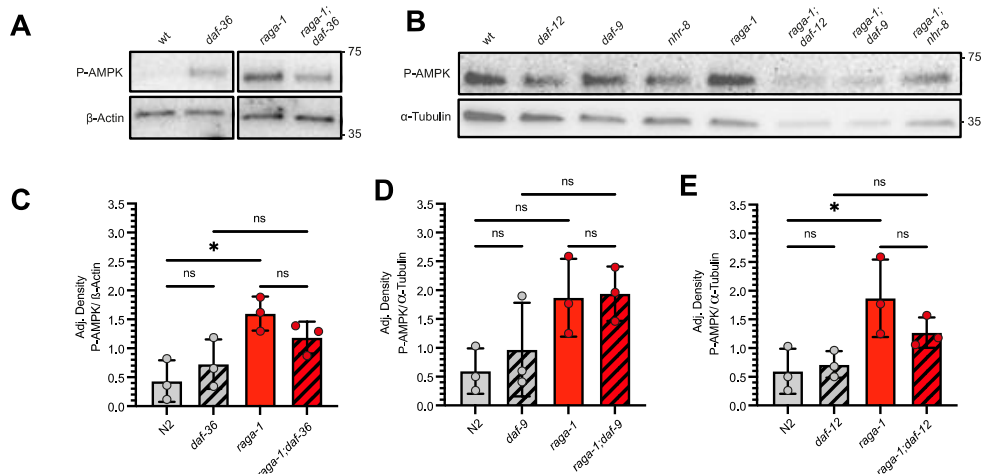 A
wt
daf-36
raga-1
raga-1;
daf-36
75
P-AMPK
β-Actin
35
B
wt
daf-12
daf-9
nhr-8
raga-1
raga-1;
daf-12
raga-1;
daf-9
raga-1;
nhr-8
75
P-AMPK
α-Tubulin
35
C
Adj. Density
P-AMPK/ ß-Actin
3.5
3.0
2.5
2.0
1.5
1.0
0.5
0.0
ns
*
ns
ns
N2
daf-36
raga-1
raga-1;daf-36
D
Adj. Density
P-AMPK/α-Tubulin
3.5
3.0
2.5
2.0
1.5
1.0
0.5
0.0
ns
ns
ns
ns
N2
daf-9
raga-1
raga-1;daf-9
E
Adj. Density
P-AMPK/α-Tubulin
3.5
3.0
2.5
2.0
1.5
1.0
0.5
0.0
ns
*
ns
ns
N2
daf-12
raga-1
raga-1;daf-12